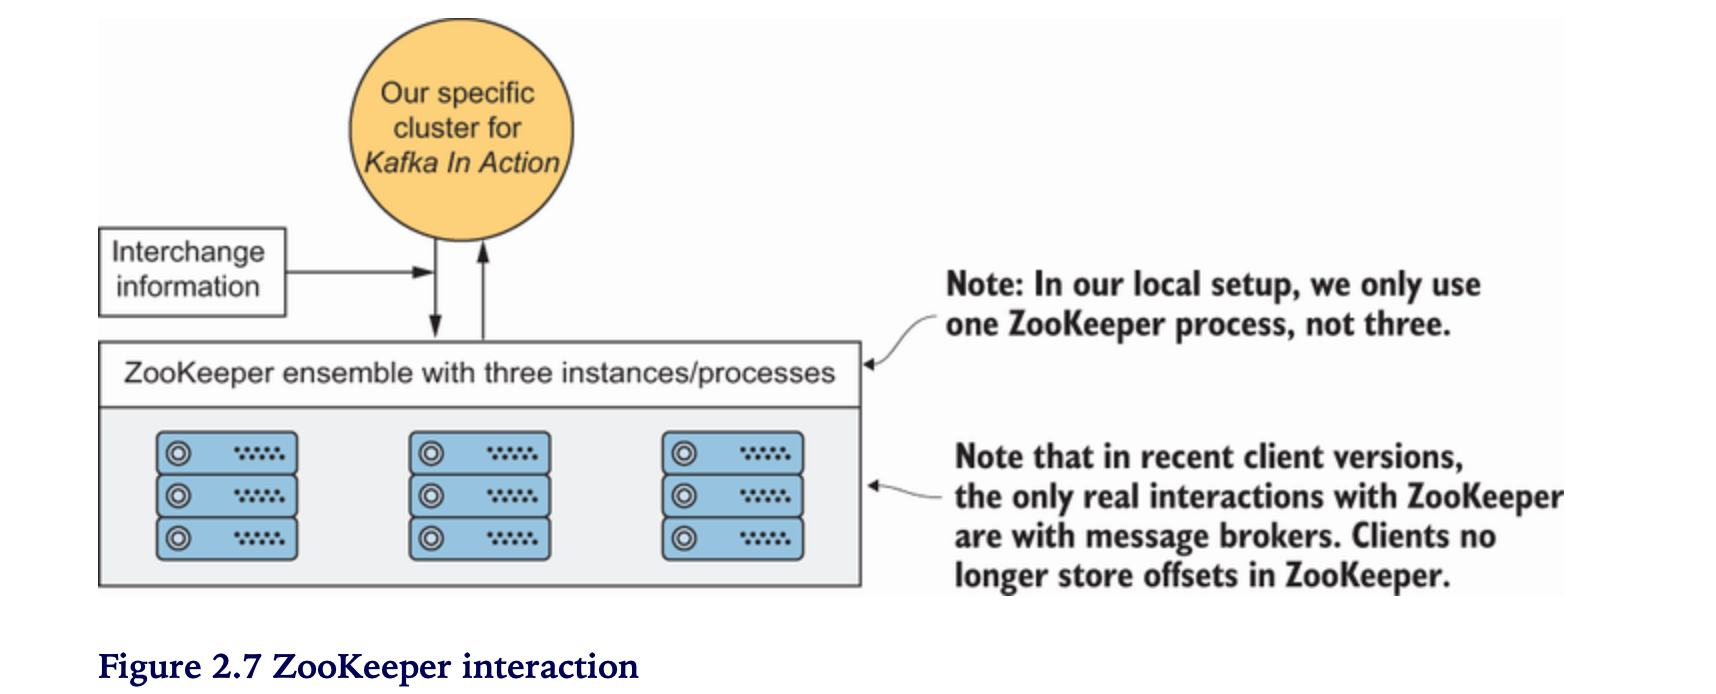 Our specific
cluster for
Kafka In Action
Interchange
information
Note: In our local setup, we only use
one ZooKeeper process, not three.
ZooKeeper ensemble with three instances/processes
Note that in recent client versions,
the only real interactions with ZooKeeper
are with message brokers. Clients no
longer store offsets in ZooKeeper.
Figure 2.7 ZooKeeper interaction